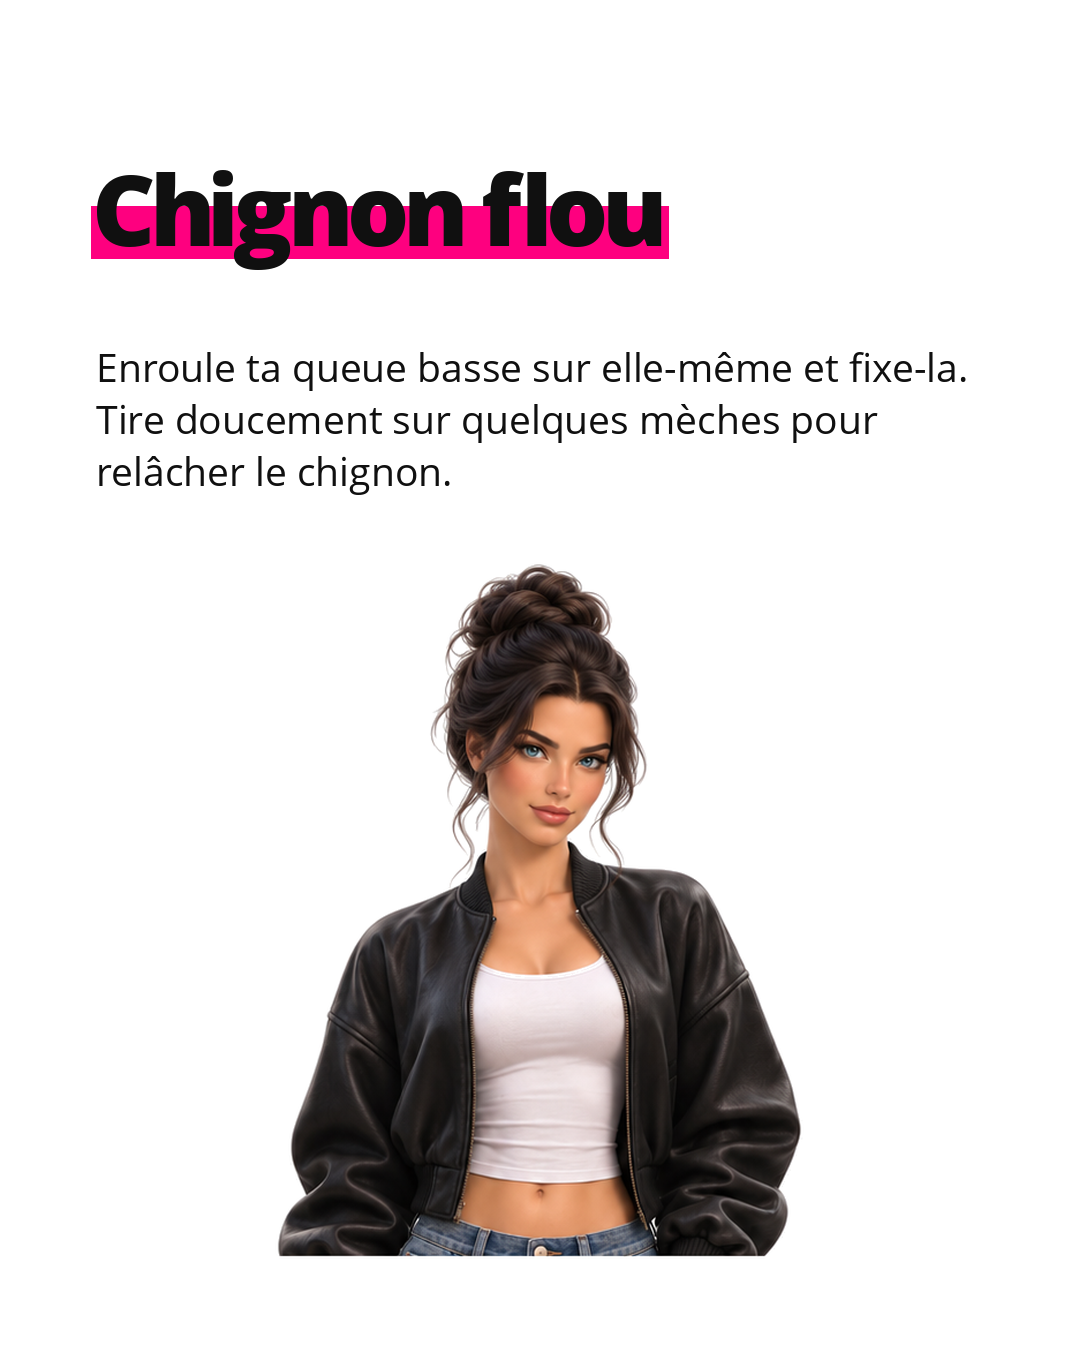 Chignon flou
Enroule ta queue basse sur elle-même et fixe-la.
Tire doucement sur quelques mèches pour
relâcher le chignon.